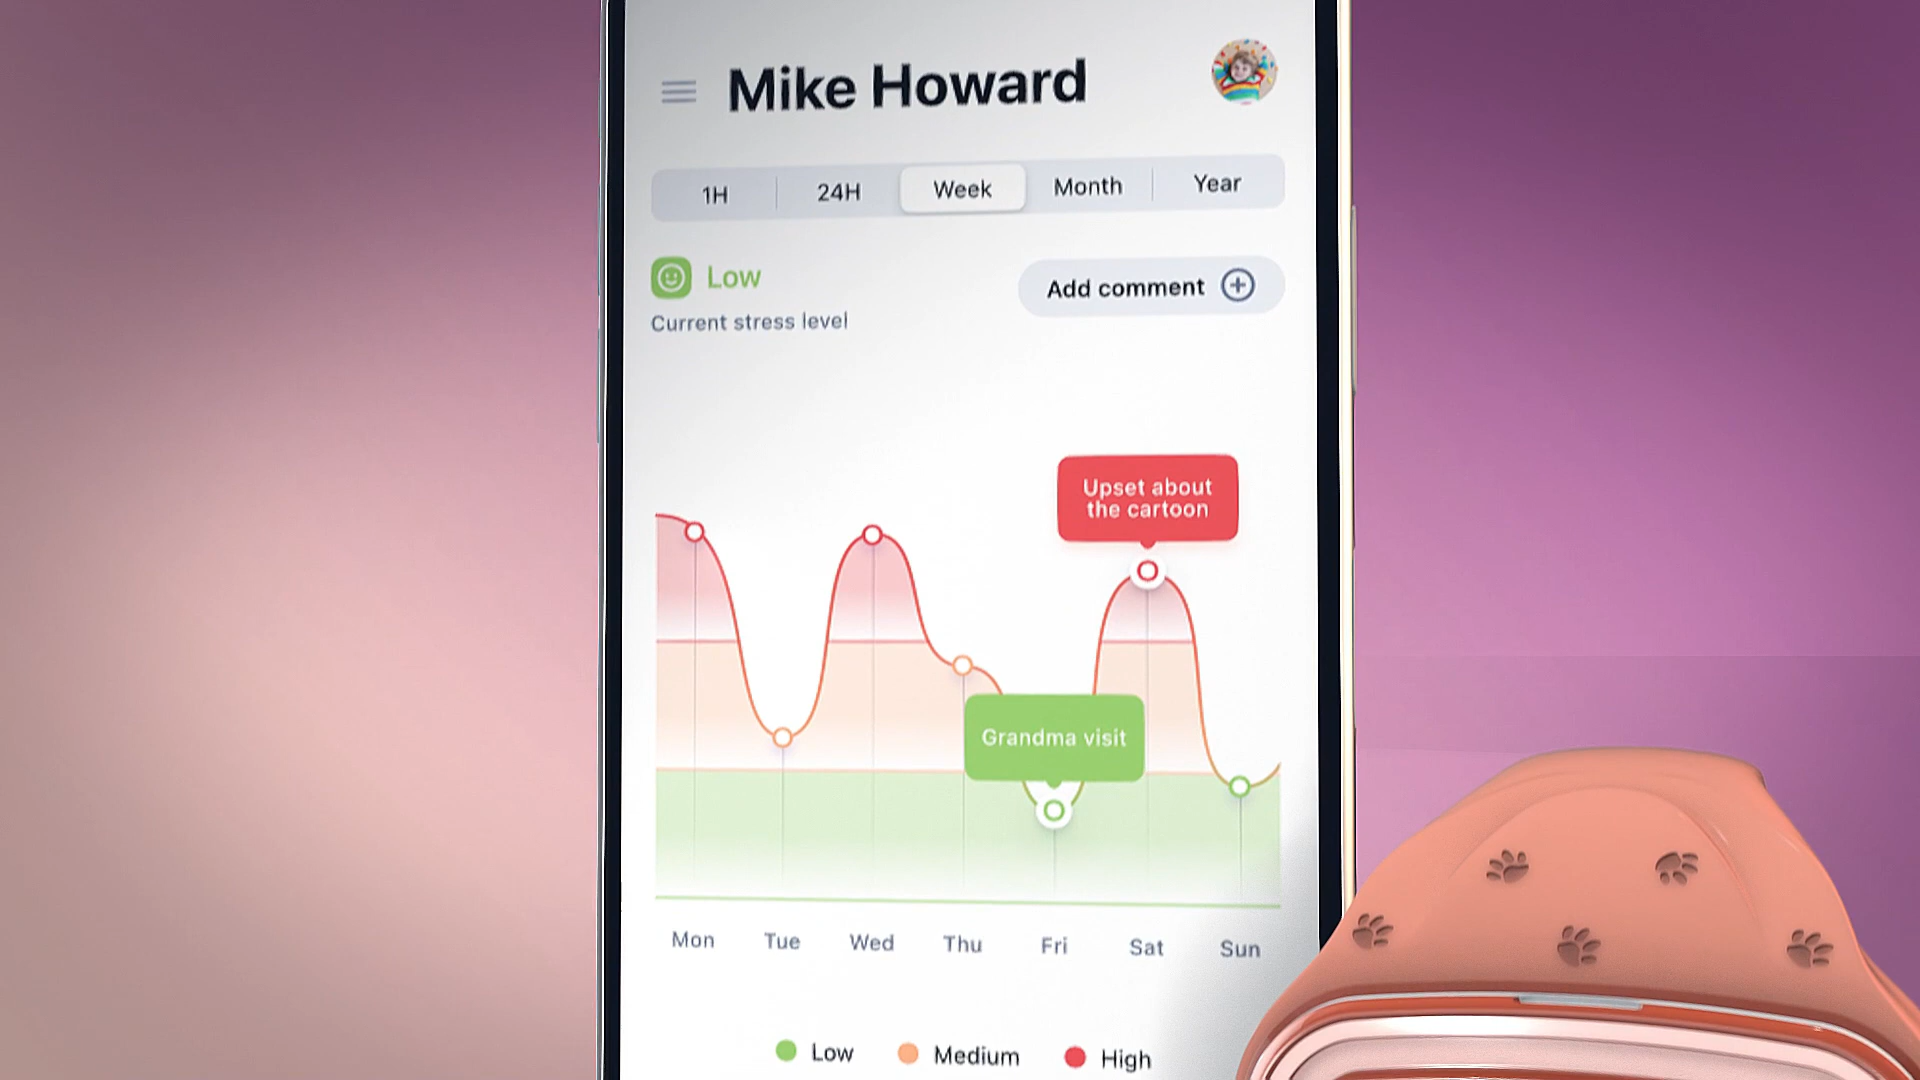 Mike Howard
1H 24H Week Month Year
Low
Add comment
Current stress level
Upset about
the cartoon
Grandma visit
Mon Tue Wed Thu Fri Sat Sun
Low Medium High